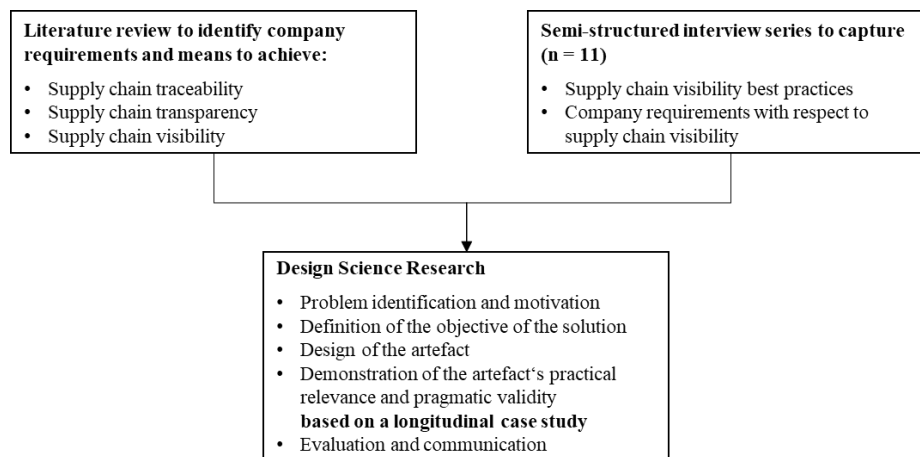 Literature review to identify company
requirements and means to achieve:
• Supply chain traceability
• Supply chain transparency
• Supply chain visibility
Semi-structured interview series to capture
(n = 11)
• Supply chain visibility best practices
• Company requirements with respect to
supply chain visibility
Design Science Research
• Problem identification and motivation
• Definition of the objective of the solution
• Design of the artefact
• Demonstration of the artefact‘s practical
relevance and pragmatic validity
based on a longitudinal case study
• Evaluation and communication